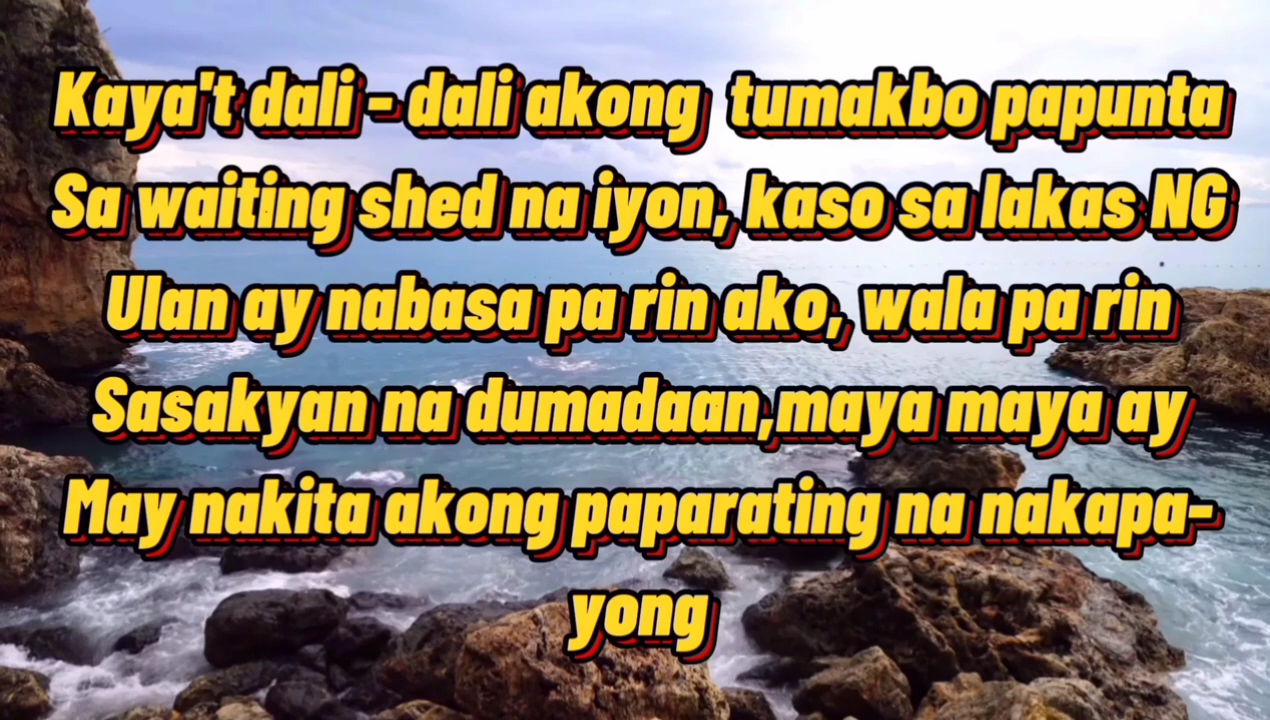 Kaya't dali - dali akong tumakbo papunta
Sa waiting shed na iyon, kaso sa lakas NG
Ulan ay nabasa pa rin ako, wala pa rin
Sasakyan na dumadaan,maya maya ay
May nakita akong paparating na nakapa-
yong